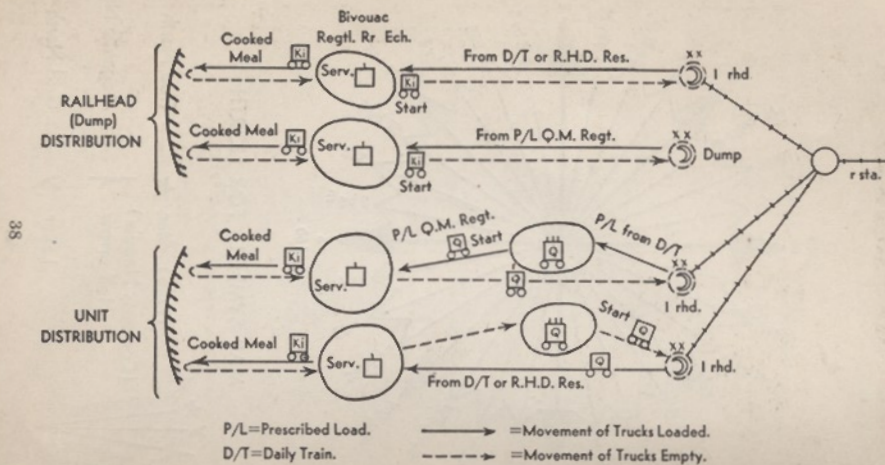 Bivouac
Regtl. Rr Ech.
Cooked
Meal
Ki
Serv.
Ki
Start
From D/T or R.H.D. Res.
xx
I rhd.
RAILHEAD
(Dump)
DISTRIBUTION
Cooked Meal
Ki
Serv.
Ki
Start
From P/L Q.M. Regt.
xx
Dump
r sta.
38
Cooked
Meal
Ki
Serv.
P/L Q.M. Regt.
Q
Start
Q
Q
P/L from D/T
xx
I rhd.
UNIT
DISTRIBUTION
Cooked Meal
Ki
Serv.
Q
Start
Q
Q
From D/T or R.H.D. Res.
xx
I rhd.
P/L=Prescribed Load.
=Movement of Trucks Loaded.
D/T=Daily Train.
=Movement of Trucks Empty.